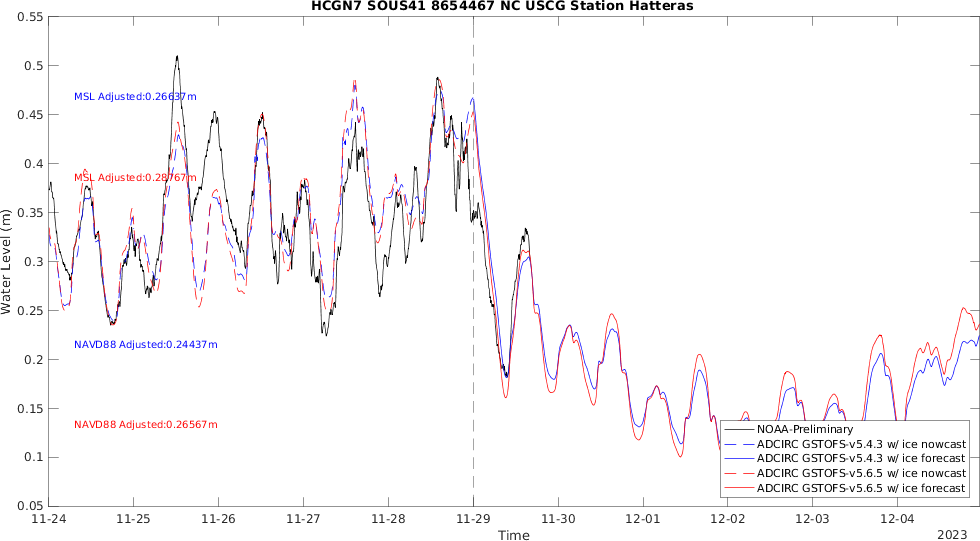 HCGN7 SOUS41 8654467 NC USCG Station Hatteras
Water Level (m)
0.55
0.5
0.45
0.4
0.35
0.3
0.25
0.2
0.15
0.1
0.05
MSL Adjusted:0.26637m
MSL Adjusted:0.28767m
NAVD88 Adjusted:0.24437m
NAVD88 Adjusted:0.26567m
NOAA-Preliminary
ADCIRC GSTOFS-v5.4.3 w/ ice nowcast
ADCIRC GSTOFS-v5.4.3 w/ ice forecast
ADCIRC GSTOFS-v5.6.5 w/ ice nowcast
ADCIRC GSTOFS-v5.6.5 w/ ice forecast
11-24 11-25 11-26 11-27 11-28 11-29 11-30 12-01 12-02 12-03 12-04
Time
2023